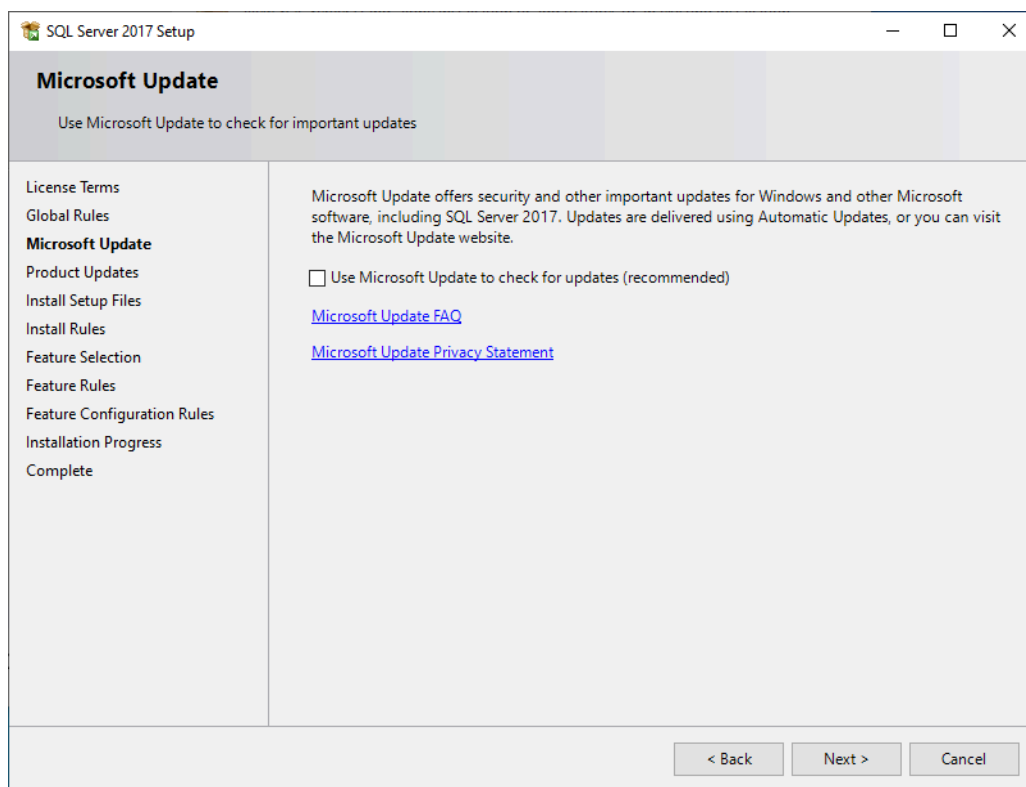 SQL Server 2017 Setup
Microsoft Update
Use Microsoft Update to check for important updates
License Terms
Global Rules
Microsoft Update
Product Updates
Install Setup Files
Install Rules
Feature Selection
Feature Rules
Feature Configuration Rules
Installation Progress
Complete
Microsoft Update offers security and other important updates for Windows and other Microsoft
software, including SQL Server 2017. Updates are delivered using Automatic Updates, or you can visit
the Microsoft Update website.
Use Microsoft Update to check for updates (recommended)
Microsoft Update FAQ
Microsoft Update Privacy Statement
< Back
Next >
Cancel